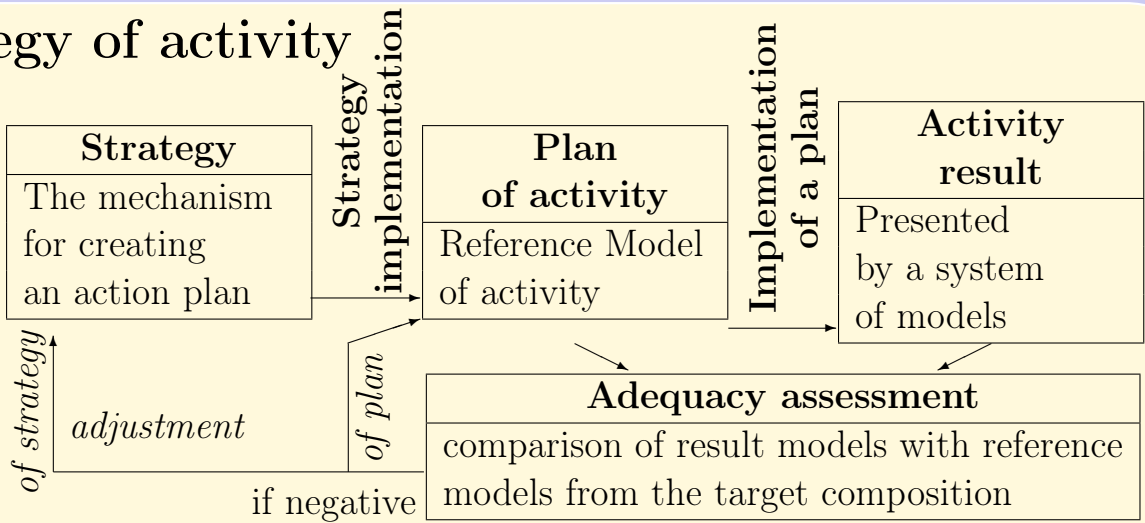 egy of activity
Strategy
The mechanism
for creating
an action plan
Strategy
implementation
Plan
of activity
Reference Model
of activity
Implementation
of a plan
Activity
result
Presented
by a system
of models
of strategy
adjustment
of plan
if negative
Adequacy assessment
comparison of result models with reference
models from the target composition